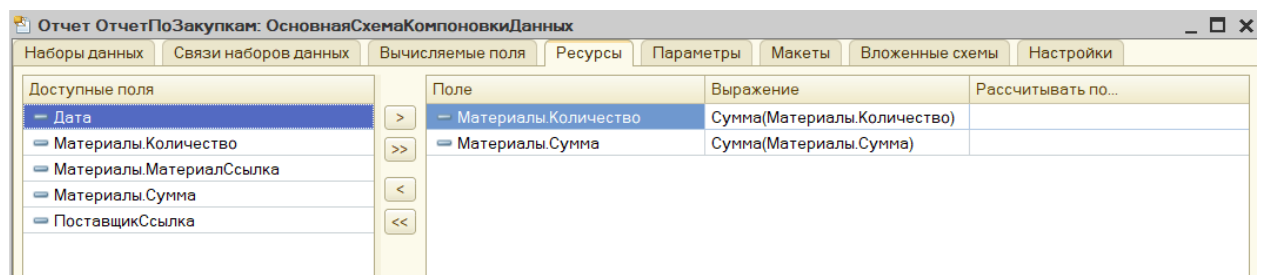 Отчет ОтчетПоЗакупкам: ОсновнаяСхемаКомпоновкиДанных
Наборы данных Связи наборов данных Вычисляемые поля Ресурсы Параметры Макеты Вложенные схемы Настройки
Доступные поля Поле Выражение Рассчитывать по...
Дата > Материалы.Количество Сумма(Материалы.Количество)
Материалы.Количество >> Материалы.Сумма Сумма(Материалы.Сумма)
Материалы.МатериалСсылка
Материалы.Сумма <
ПоставщикСсылка <<